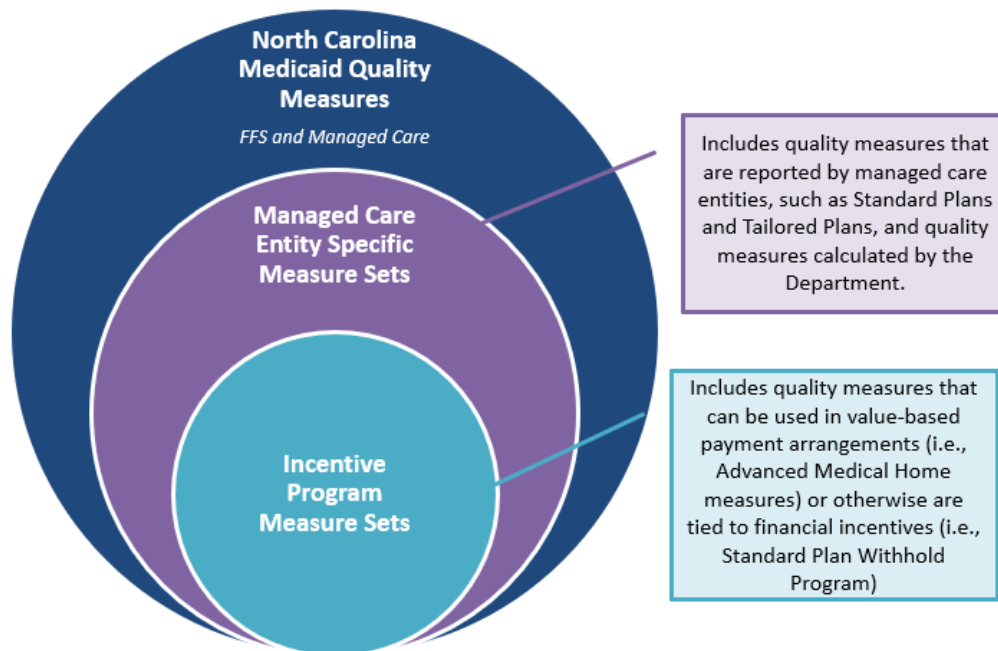 North Carolina
Medicaid Quality
Measures
FFS and Managed Care
Managed Care
Entity Specific
Measure Sets
Incentive
Program
Measure Sets
Includes quality measures that
are reported by managed care
entities, such as Standard Plans
and Tailored Plans, and quality
measures calculated by the
Department.
Includes quality measures that
can be used in value-based
payment arrangements (i.e.,
Advanced Medical Home
measures) or otherwise are
tied to financial incentives (i.e.,
Standard Plan Withhold
Program)